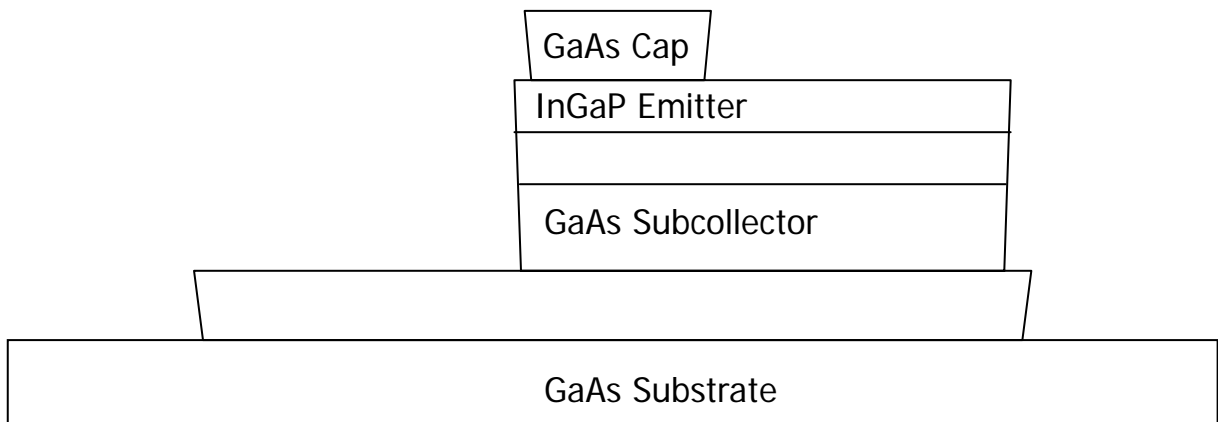 GaAs Cap
InGaP Emitter
GaAs Subcollector
GaAs Substrate